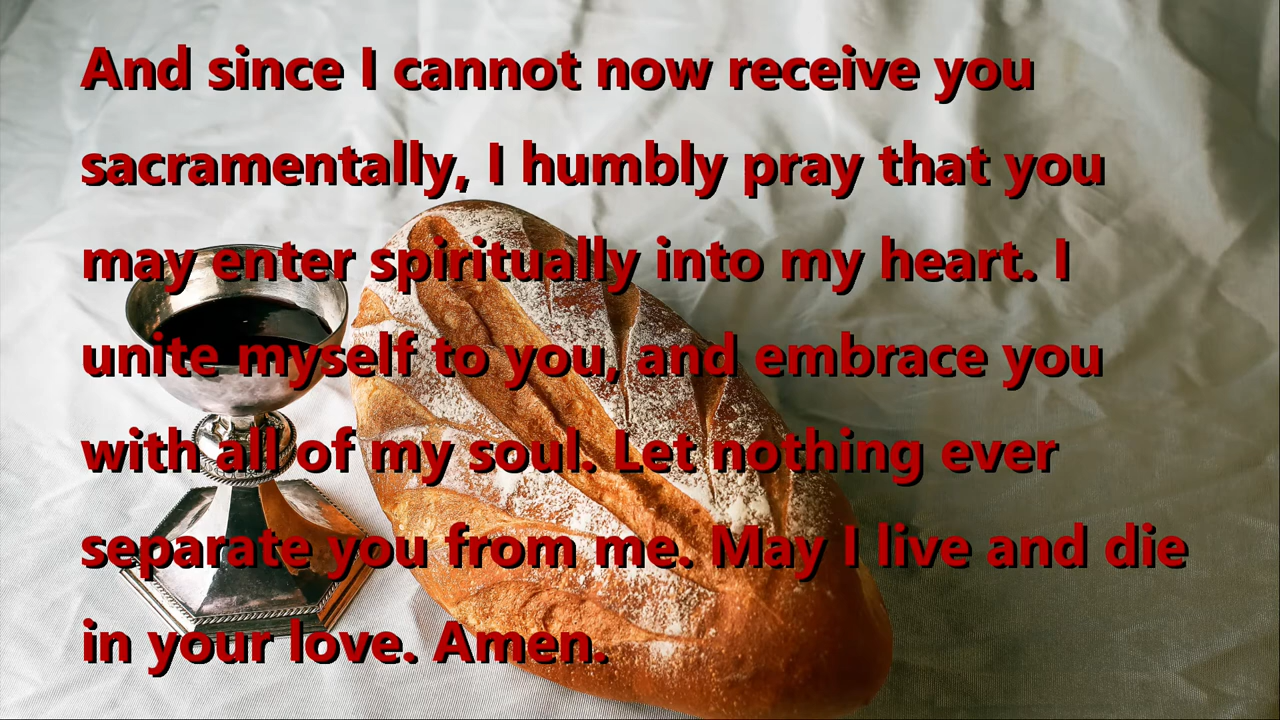 And since I cannot now receive you
sacramentally, I humbly pray that you
may enter spiritually into my heart. I
unite myself to you, and embrace you
with all of my soul. Let nothing ever
separate you from me. May I live and die
in your love. Amen.